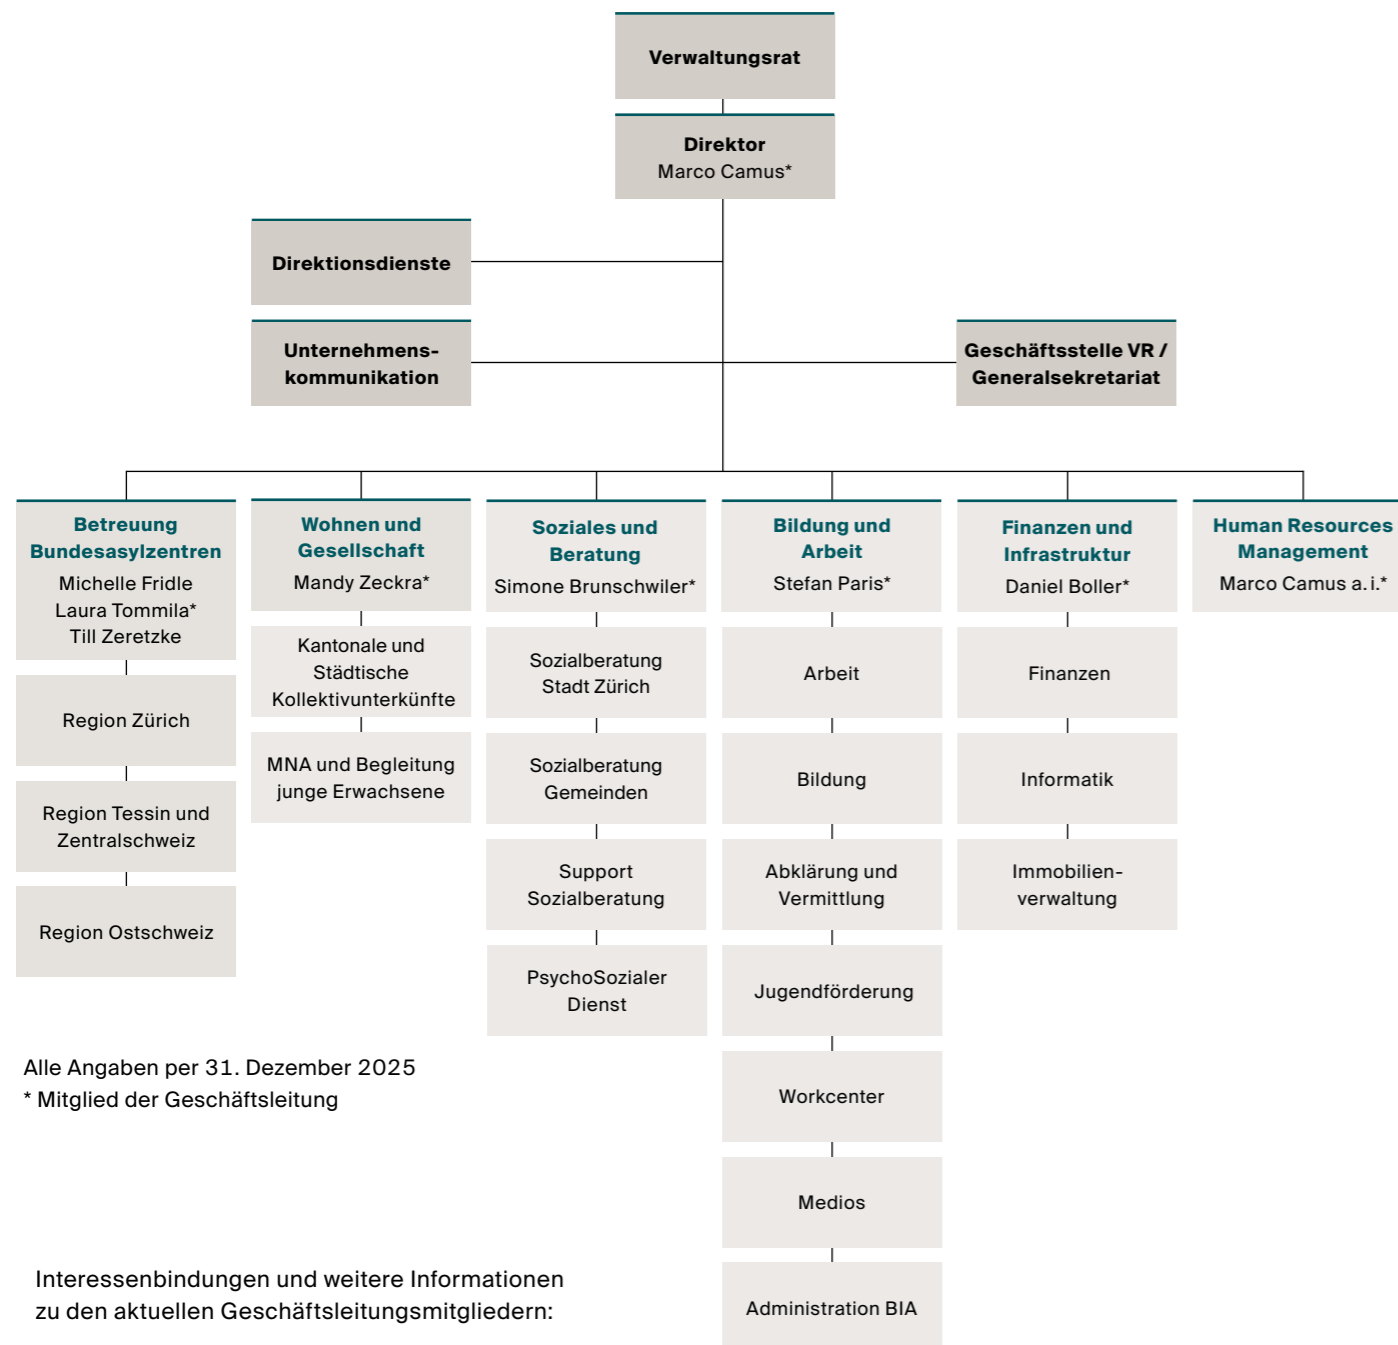 Verwaltungsrat
Direktor
Marco Camus*
Direktionsdienste
Unternehmens-
kommunikation
Geschäftsstelle VR /
Generalsekretariat
Betreuung
Bundesasylzentren
Michelle Fridle
Laura Tommila*
Till Zeretzke
Region Zürich
Region Tessin und
Zentralschweiz
Region Ostschweiz
Wohnen und
Gesellschaft
Mandy Zeckra*
Kantonale und
Städtische
Kollektivunterkünfte
MNA und Begleitung
junge Erwachsene
Soziales und
Beratung
Simone Brunschwiler*
Sozialberatung
Stadt Zürich
Sozialberatung
Gemeinden
Support
Sozialberatung
PsychoSozialer
Dienst
Bildung und
Arbeit
Stefan Paris*
Arbeit
Bildung
Abklärung und
Vermittlung
Jugendförderung
Workcenter
Medios
Administration BIA
Finanzen und
Infrastruktur
Daniel Boller*
Finanzen
Informatik
Immobilien-
verwaltung
Human Resources
Management
Marco Camus a.i.*
Alle Angaben per 31. Dezember 2025
* Mitglied der Geschäftsleitung
Interessenbindungen und weitere Informationen
zu den aktuellen Geschäftsleitungsmitgliedern: